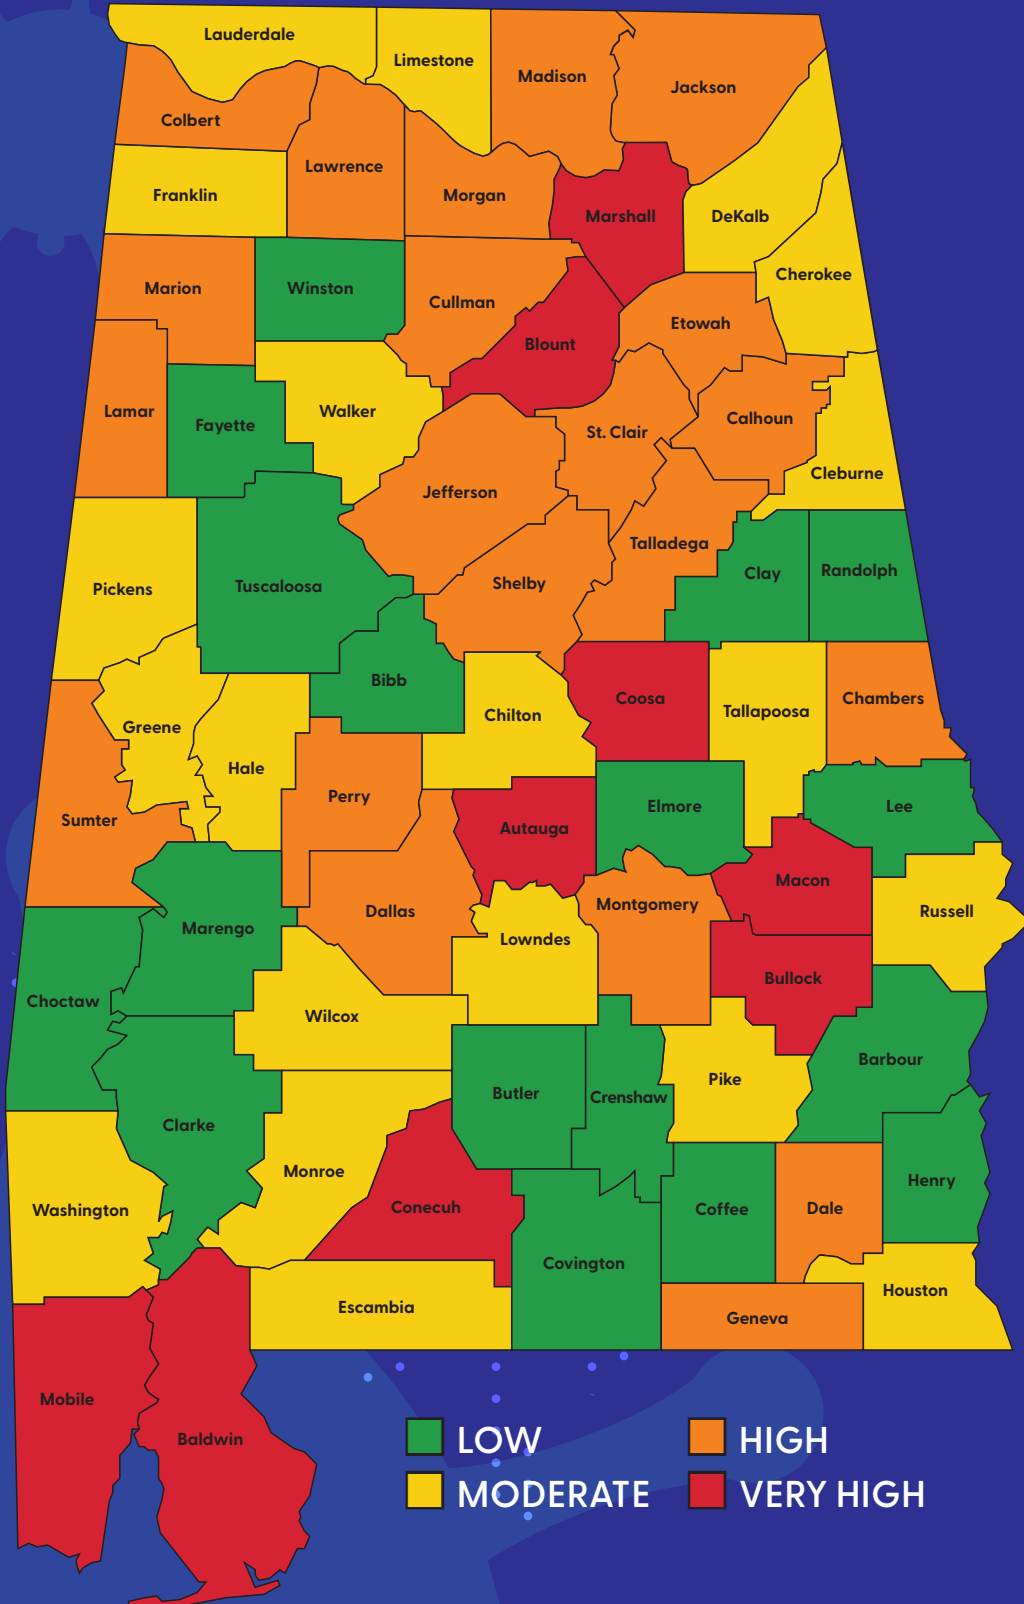 Lauderdale
Limestone
Madison
Jackson
Colbert
Lawrence
Franklin
Morgan
Marshall
DeKalb
Cherokee
Marion
Winston
Cullman
Etowah
Blount
Lamar
Fayette
Walker
St. Clair
Calhoun
Cleburne
Jefferson
Talladega
Pickens
Tuscaloosa
Shelby
Clay
Randolph
Bibb
Coosa
Chambers
Greene
Chilton
Tallapoosa
Hale
Perry
Elmore
Lee
Sumter
Autauga
Macon
Dallas
Montgomery
Russell
Marengo
Lowndes
Bullock
Choctaw
Wilcox
Barbour
Butler
Crenshaw
Pike
Clarke
Monroe
Henry
Washington
Conecuh
Coffee
Dale
Covington
Houston
Escambia
Geneva
Mobile
Baldwin
LOW
HIGH
MODERATE
VERY HIGH